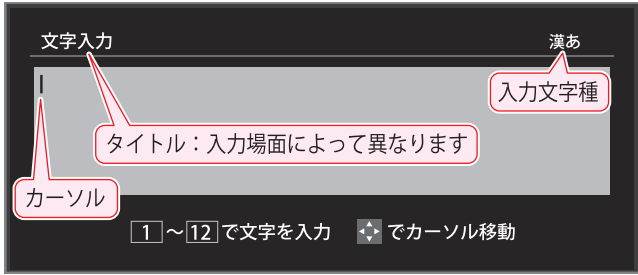 文字入力 漢あ
入力文字種
タイトル：入力場面によって異なります
カーソル
1～12で文字を入力 でカーソル移動